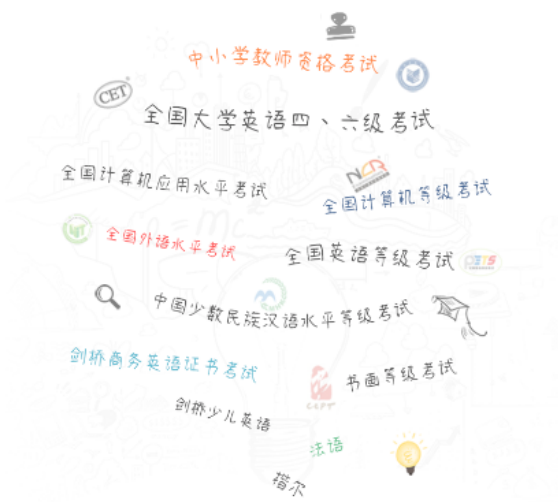 中小学教师资格考试
CET
全国大学英语四、六级考试
全国计算机应用水平考试
NCR
全国计算机等级考试
全国外语水平考试
全国英语等级考试
PETS
中国少数民族汉语水平等级考试
剑桥商务英语证书考试
书画等级考试
CCPT
剑桥少儿英语
法语
楷尔